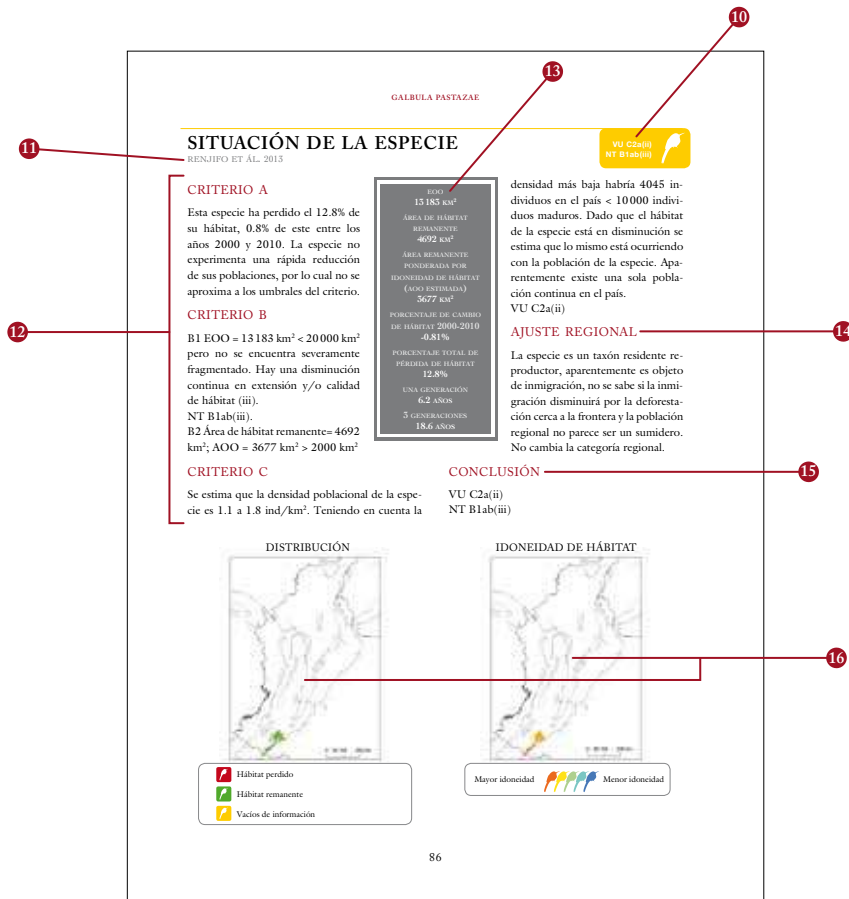 10
13
GALBULA PASTAZAE
SITUACIÓN DE LA ESPECIE
11
RENJIFO ET ÁL. 2013
VU C2a(ii)
NT B1ab(iii)
12
CRITERIO A
Esta especie ha perdido el 12.8% de
su hábitat, 0.8% de este entre los
años 2000 y 2010. La especie no
experimenta una rápida reducción
de sus poblaciones, por lo cual no se
aproxima a los umbrales del criterio.
CRITERIO B
B1 EOO = 13 183 km² < 20 000 km²
pero no se encuentra severamente
fragmentado. Hay una disminución
continua en extensión y/o calidad
de hábitat (iii).
NT B1ab(iii).
B2 Área de hábitat remanente= 4692
km²; AOO = 3677 km² > 2000 km²
CRITERIO C
Se estima que la densidad poblacional de la espe-
cie es 1.1 a 1.8 ind/km². Teniendo en cuenta la
EOO
13 183 KM²
ÁREA DE HÁBITAT
REMANENTE
4692 KM²
ÁREA REMANENTE
PONDERADA POR
IDONEIDAD DE HÁBITAT
(AOO ESTIMADA)
3677 KM²
PORCENTAJE DE CAMBIO
DE HÁBITAT 2000-2010
-0.81%
PORCENTAJE TOTAL DE
PÉRDIDA DE HÁBITAT
12.8%
UNA GENERACIÓN
6.2 AÑOS
3 GENERACIONES
18.6 AÑOS
densidad más baja habría 4045 in-
dividuos en el país < 10 000 indivi-
duos maduros. Dado que el hábitat
de la especie está en disminución se
estima que lo mismo está ocurriendo
con la población de la especie. Apa-
rentemente existe una sola pobla-
ción continua en el país.
VU C2a(ii)
AJUSTE REGIONAL
14
La especie es un taxón residente re-
productor, aparentemente es objeto
de inmigración, no se sabe si la inmi-
gración disminuirá por la deforesta-
ción cerca a la frontera y la población
regional no parece ser un sumidero.
No cambia la categoría regional.
CONCLUSIÓN
15
VU C2a(ii)
NT B1ab(iii)
DISTRIBUCIÓN
IDONEIDAD DE HÁBITAT
16
Hábitat perdido
Hábitat remanente
Vacíos de información
Mayor idoneidad
Menor idoneidad
86